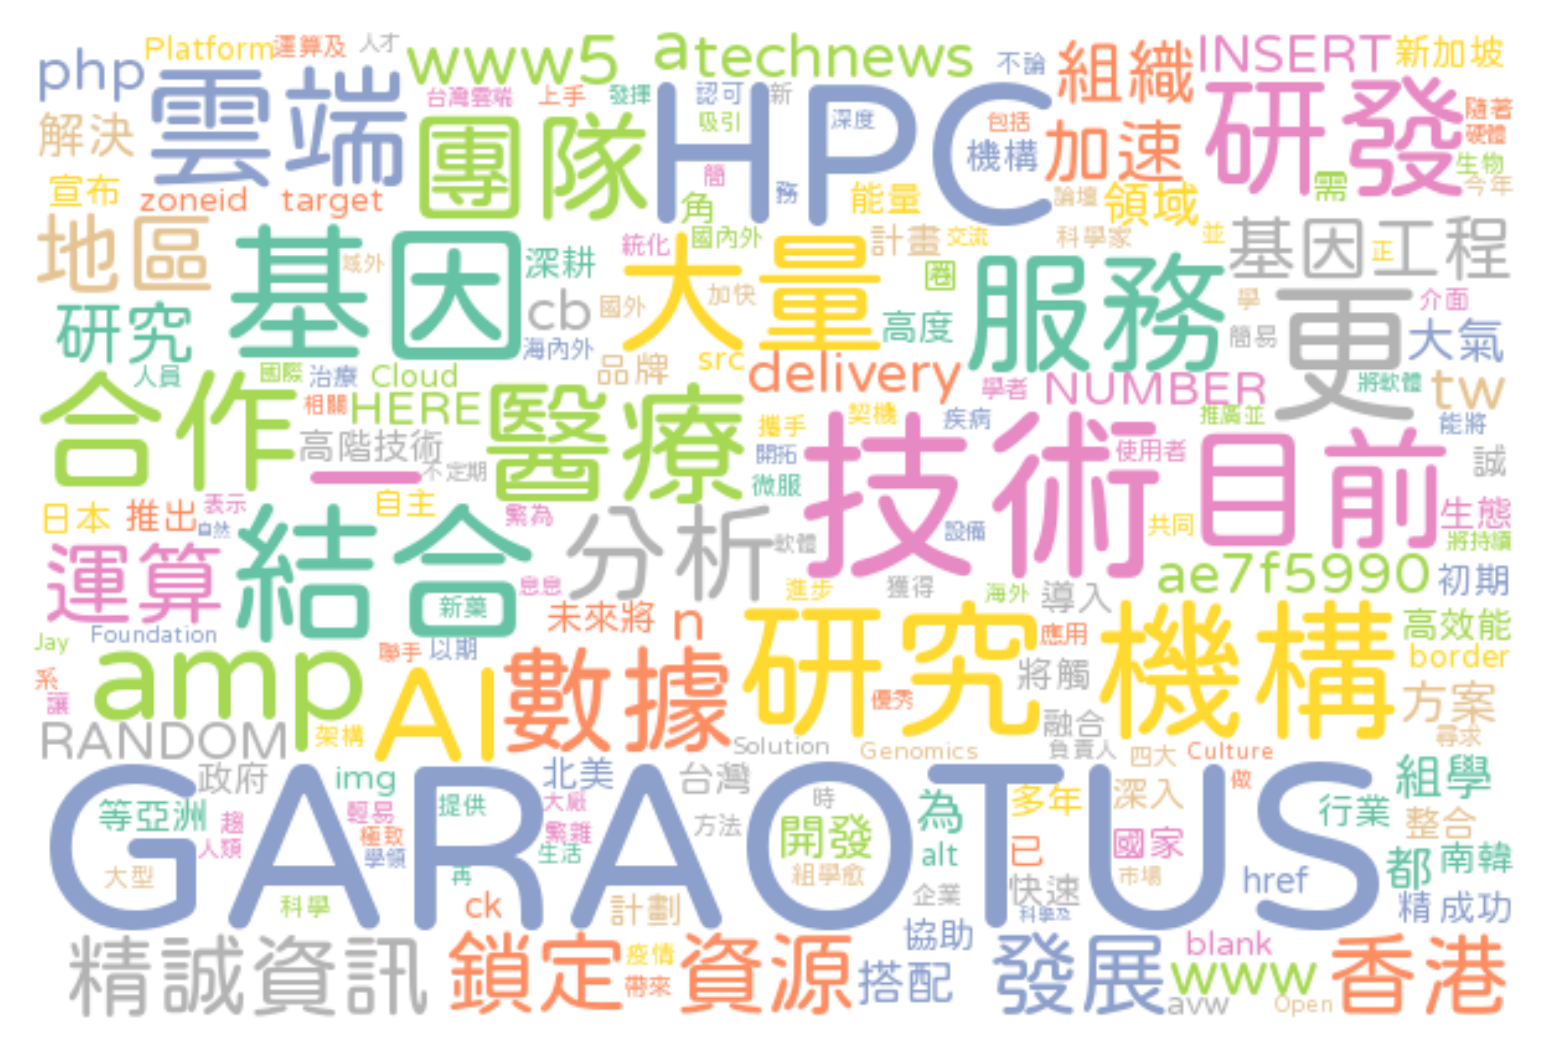 php Platform 運算及 人才 www5 a technews 不論 組織 INSERT 新加坡
雲端 台灣雲端 上手 發揮 HPC 認可 新 研發 隨著
解決 團隊 吸引 深度 包括 加速 硬體
宣布 zoneid target 簡 務 機構 能量 論壇 領域 需 生物 今年
地區 基因 域外 深耕 統化 角 國內外 計畫 交流 科學家 並 基因工程 正
研究 cb 國外 大量 加快 圈 高度 服務 學 簡易 更 介面 大氣
人員 國際 治療 Cloud 海內外 品牌 src delivery 學者 NUMBER 將軟體 tw
合作 相關 HERE 醫療 攜手 契機 疾病 推廣並 能將
高階技術 一 不定期 開拓 微服 技術 使用者 目前 誠
日本 推出 表示 自然 自主 繁為 軟體 設備 共同 生態 將持續
運算 結合 新藥 息息 分析 進步 獲得 海外 導入 ae7f5990 初期
Jay Foundation 聯手 以期 未來將 n 研究機構 應用 高效能 border
系 讓 amp AI 數據 優秀 將觸 方案
RANDOM 架構 Solution Genomics 融合 負責人 四大 Culture 尋求
GARAOTUS 政府 img 北美 台灣 時 多年 深入 做 組學
等亞洲 趨 人類 輕易 極致 學領 提供 大廠 繁雜 生活 方法 開發 為 alt 已 國家 行業 整合
大型 再 組學愈 企業 快速 市場 href 都 南韓
科學 ck 計劃 科學及 精 成功
精誠資訊 鎖定 疫情 帶來 資源 協助 搭配 發展 blank www avw Open 香港